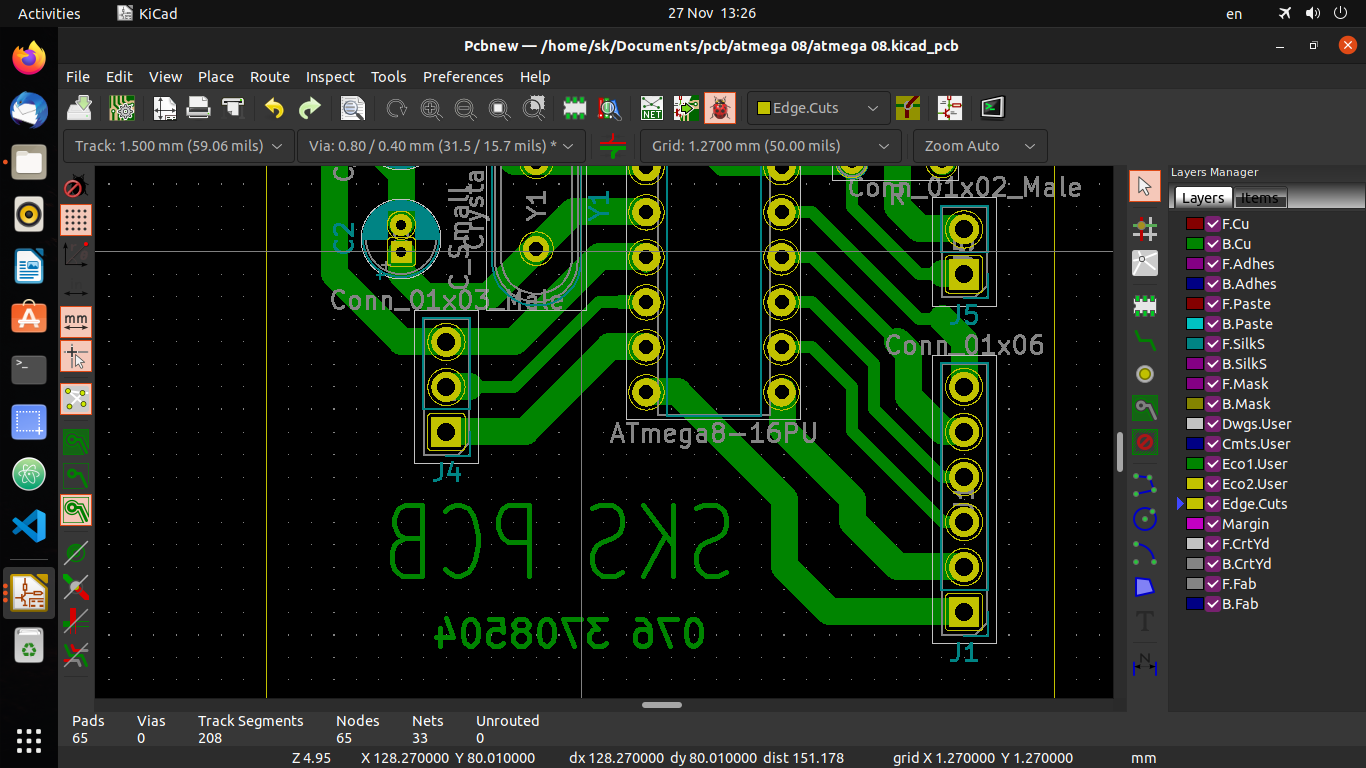 Activities KiCad 27 Nov 13:26 en
Pcbnew — /home/sk/Documents/pcb/atmega 08/atmega 08.kicad_pcb
File Edit View Place Route Inspect Tools Preferences Help
NET Edge.Cuts
Track: 1.500 mm (59.06 mils) Via: 0.80 / 0.40 mm (31.5 / 15.7 mils) * Grid: 1.2700 mm (50.00 mils) Zoom Auto
Layers Manager
Layers Items
F.Cu
B.Cu
F.Adhes
B.Adhes
F.Paste
B.Paste
F.SilkS
B.SilkS
F.Mask
B.Mask
Dwgs.User
Cmts.User
Eco1.User
Eco2.User
Edge.Cuts
Margin
F.CrtYd
B.CrtYd
F.Fab
B.Fab
mm
Conn_01x02_Male
C2
C_Small
Y1
Y1
Conn_01x03_Male
J5
Conn_01x06
ATmega8-16PU
J4
SKS PCB
076 3708504
J1
Pads Vias Track Segments Nodes Nets Unrouted
65 0 208 65 33 0
Z 4.95 X 128.270000 Y 80.010000 dx 128.270000 dy 80.010000 dist 151.178 grid X 1.270000 Y 1.270000 mm